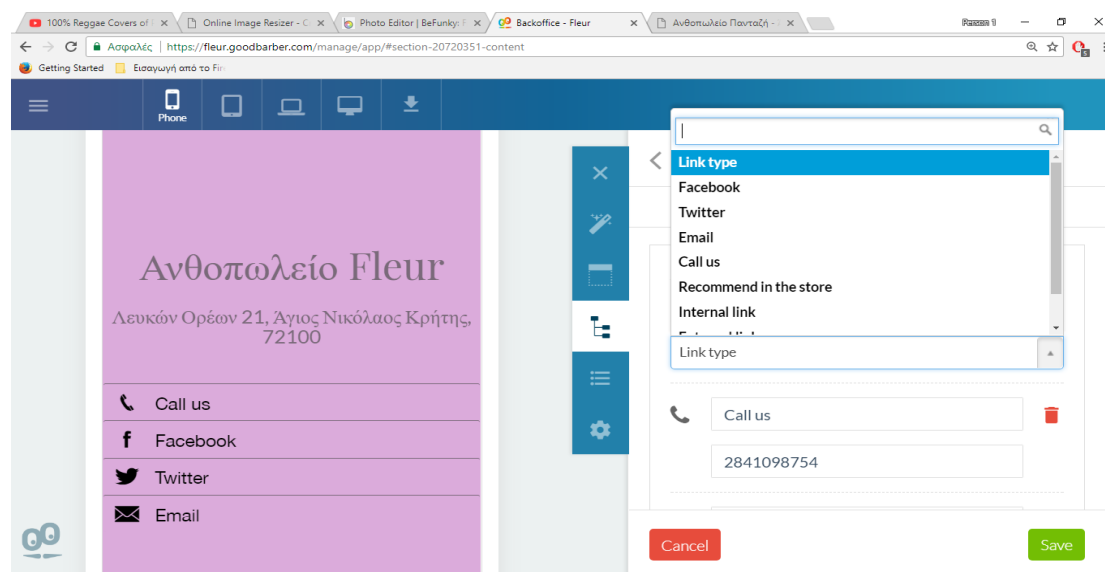 100% Reggae Covers of
Online Image Resizer - C
Photo Editor | BeFunky: F
Backoffice - Fleur
Ανθοπωλείο Πανταζή -
Ασφαλές | https://fleur.goodbarber.com/manage/app/#section-20720351-content
Getting Started
Εισαγωγή από το Fir
Phone
Link type
Facebook
Twitter
Email
Call us
Recommend in the store
Internal link
Link type
Ανθοπωλείο Fleur
Λευκών Ορέων 21, Άγιος Νικόλαος Κρήτης,
72100
Call us
Facebook
Twitter
Email
Call us
2841098754
Cancel
Save